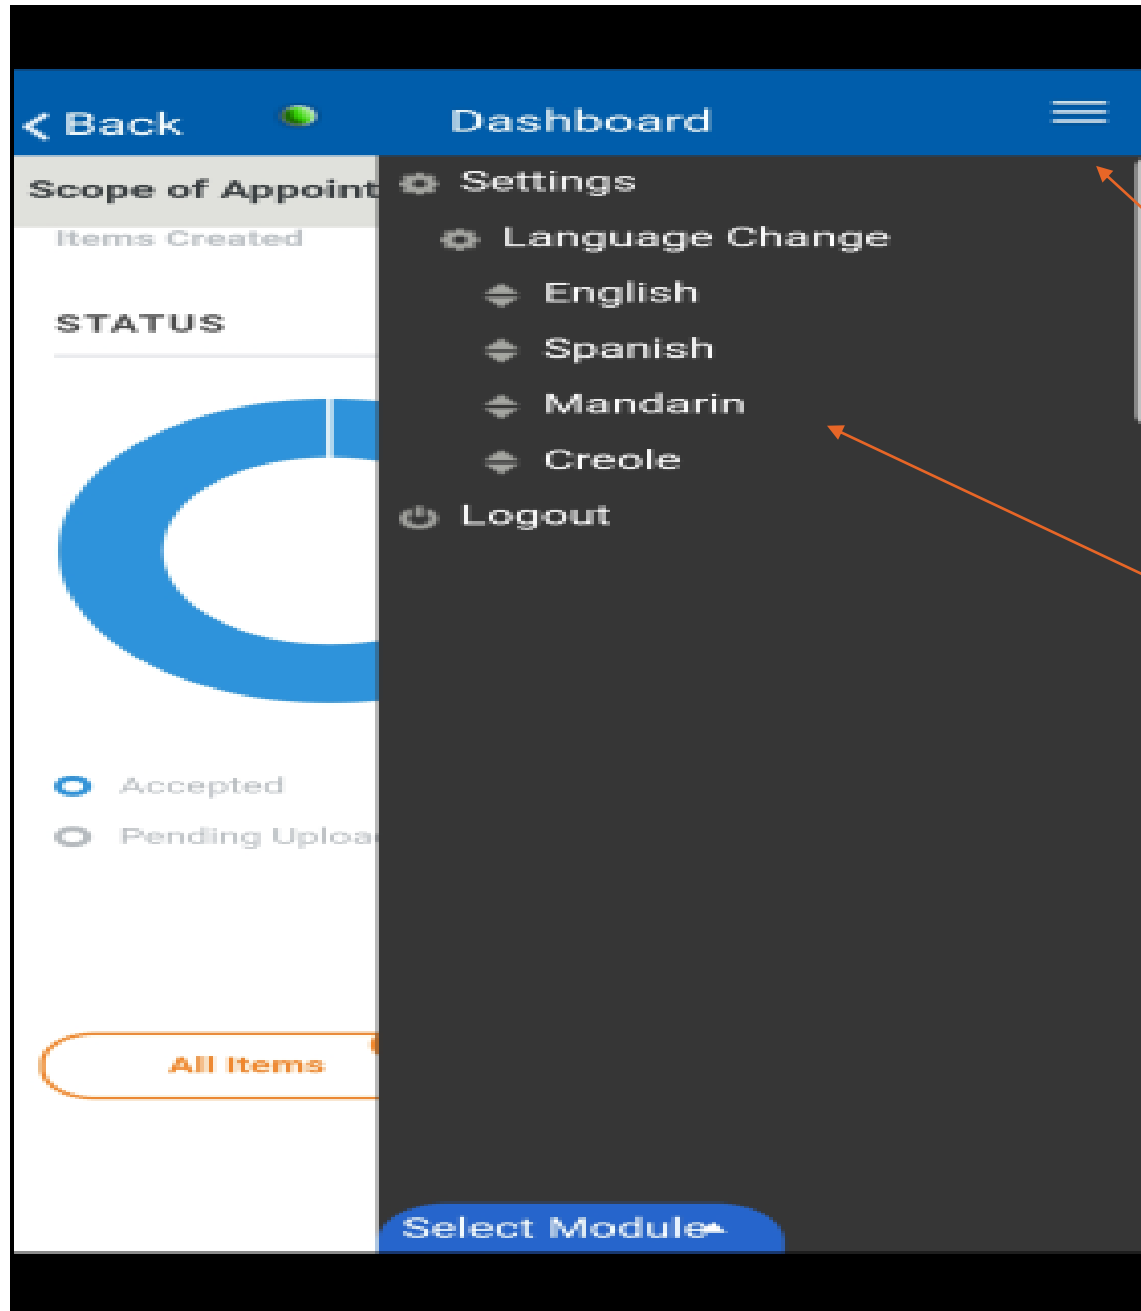 Back
Dashboard
Scope of Appoint
Items Created
STATUS
Accepted
Pending Uploa
All Items
Settings
Language Change
English
Spanish
Mandarin
Creole
Logout
Select Module